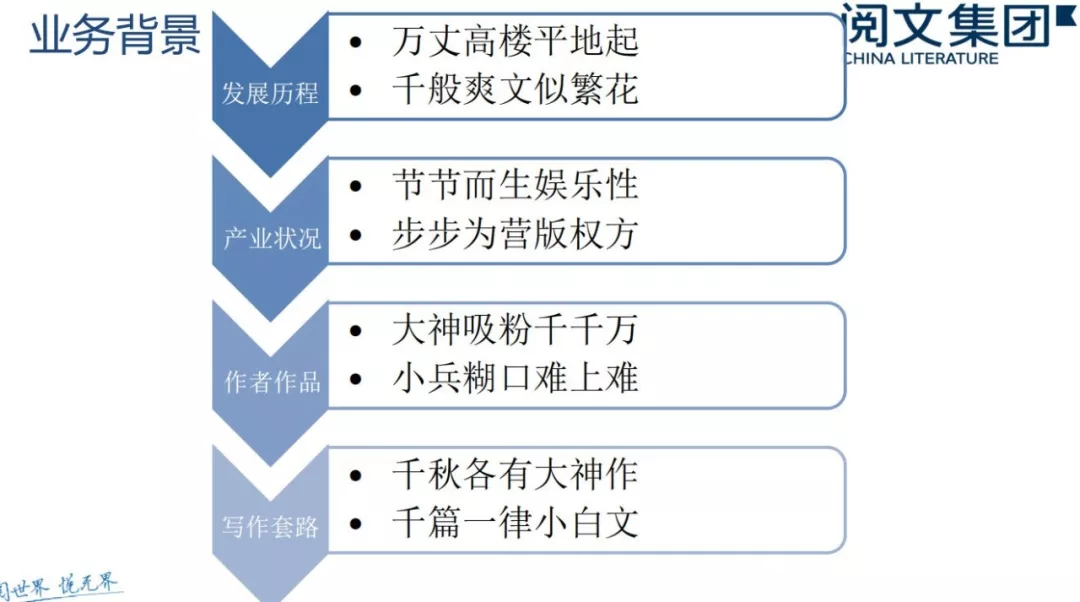 业务背景
阅文集团
CHINA LITERATURE
发展历程
万丈高楼平地起
千般爽文似繁花
产业状况
节节而生娱乐性
步步为营版权方
作者作品
大神吸粉千千万
小兵糊口难上难
写作套路
千秋各有大神作
千篇一律小白文
阅世界 悦无界